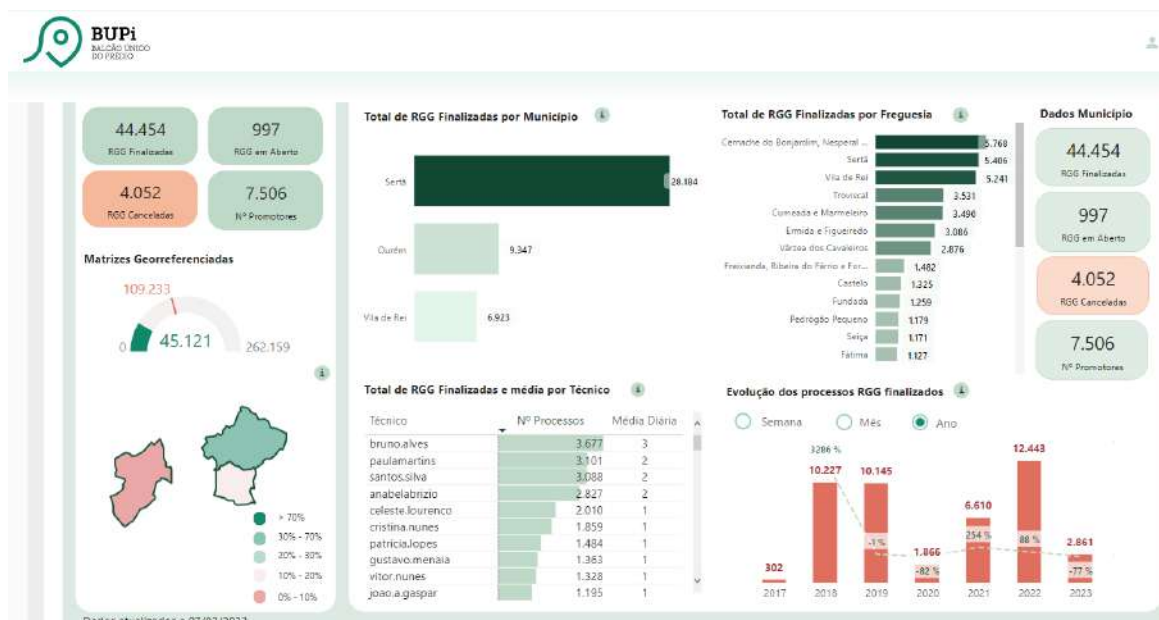 BUPi
BALCÃO ÚNICO
DO PRÉDIO
44.454
RGG Finalizadas
997
RGG em Aberto
4.052
RGG Canceladas
7.506
Nº Promotores
Matrizes Georreferenciadas
109.233
0
45.121
262.159
i
> 70%
30% - 70%
20% - 30%
10% - 20%
0% - 10%
Total de RGG Finalizadas por Município
i
Sertã
28.184
Ourém
9.347
Vila de Rei
6.923
Total de RGG Finalizadas por Freguesia
i
Cernache do Bonjardim, Nesperal ...
5.768
Sertã
5.406
Vila de Rei
5.241
Troviscal
3.531
Cumeada e Marmeleiro
3.490
Ermida e Figueiredo
3.086
Várzea dos Cavaleiros
2.876
Freixianda, Ribeira do Fárrio e For...
1.482
Castelo
1.325
Fundada
1.259
Pedrógão Pequeno
1.179
Seiça
1.171
Fátima
1.127
Dados Município
44.454
RGG Finalizadas
997
RGG em Aberto
4.052
RGG Canceladas
7.506
Nº Promotores
Total de RGG Finalizadas e média por Técnico
i
Técnico Nº Processos Média Diária
bruno.alves 3.677 3
paulamartins 3.101 2
santos.silva 3.088 2
anabelabrizio 2.827 2
celeste.lourenco 2.010 1
cristina.nunes 1.859 1
patricia.lopes 1.484 1
gustavo.menaia 1.363 1
vitor.nunes 1.328 1
joao.a.gaspar 1.195 1
Evolução dos processos RGG finalizados
i
Semana Mês Ano
3286 %
302
10.227
10.145
-1 %
1.866
-82 %
6.610
254 %
12.443
88 %
2.861
-77 %
2017 2018 2019 2020 2021 2022 2023